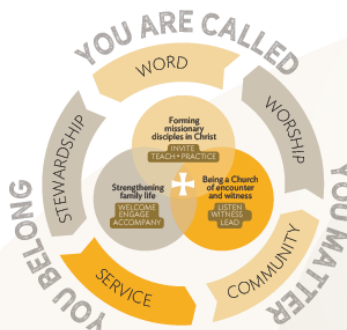 YOU ARE CALLED
WORD
WORSHIP
COMMUNITY
SERVICE
STEWARDSHIP
YOU BELONG
YOU MATTER
Forming
missionary
disciples in Christ
INVITE
TEACH • PRACTICE
Strengthening
family life
WELCOME
ENGAGE
ACCOMPANY
Being a Church
of encounter
and witness
LISTEN
WITNESS
LEAD